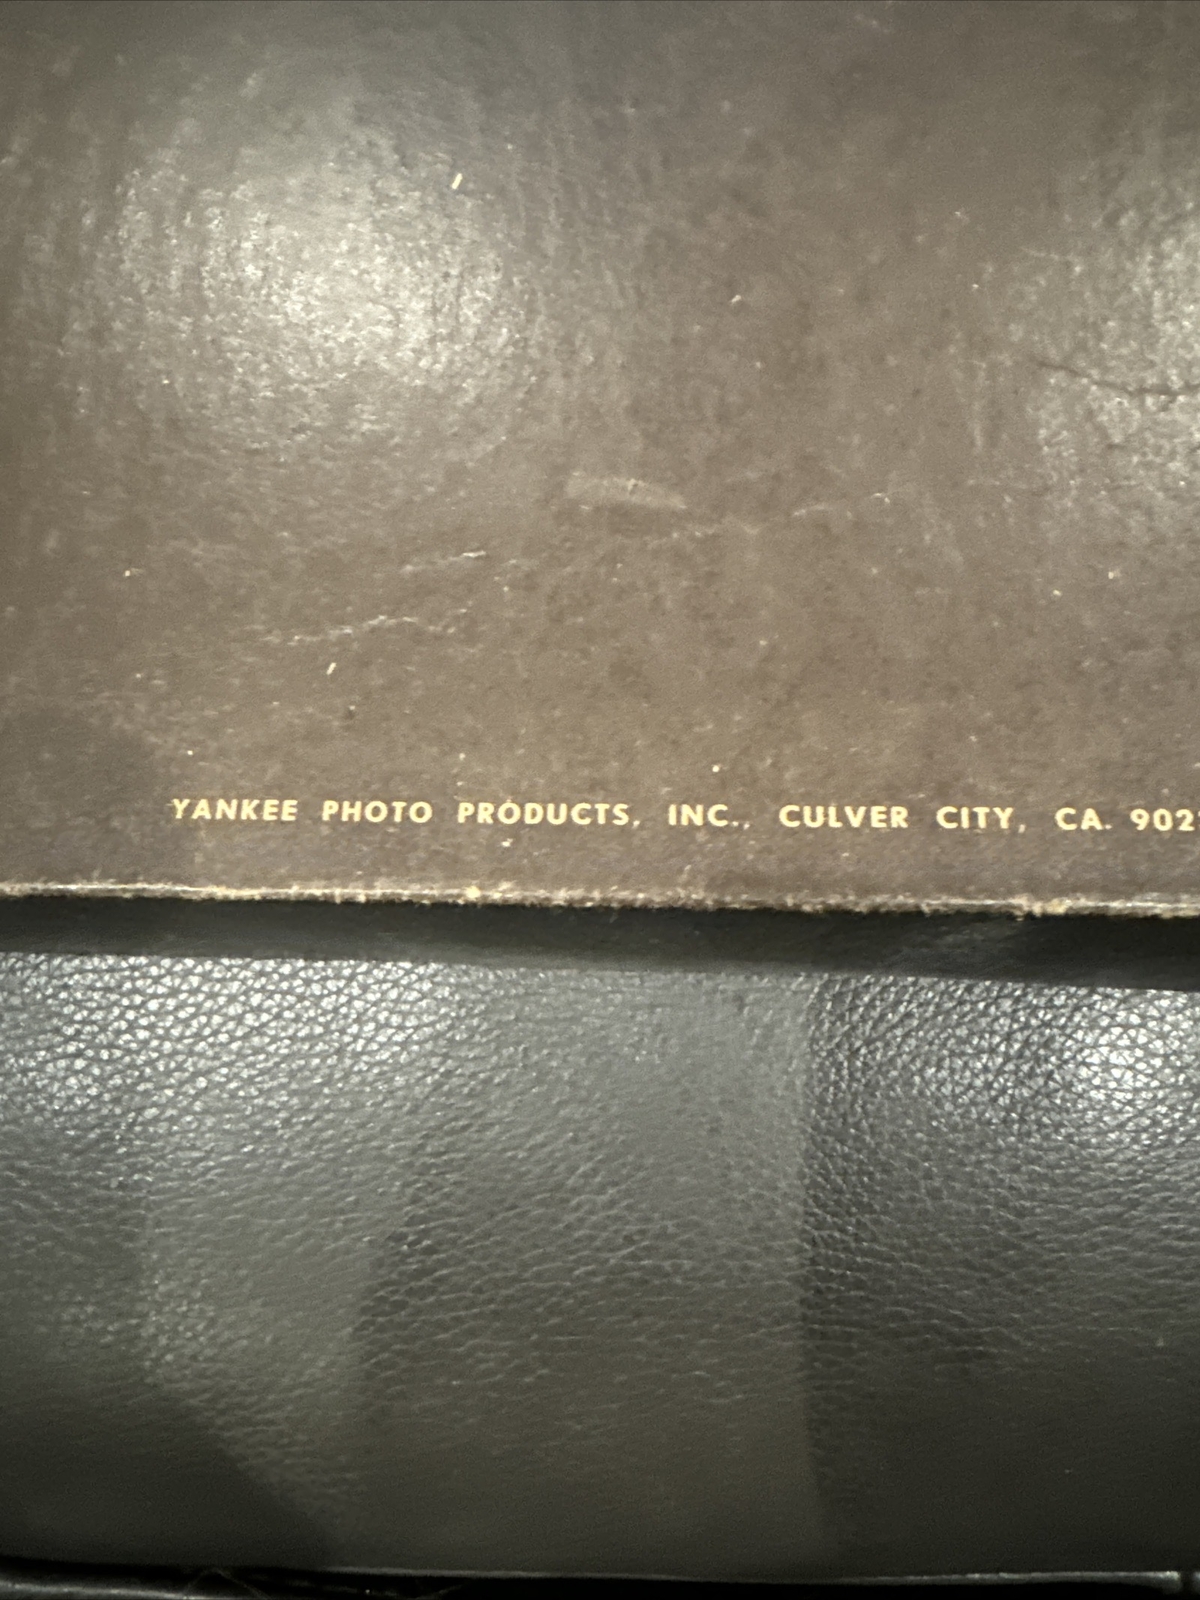 YANKEE PHOTO PRODUCTS, INC., CULVER CITY, CA. 902